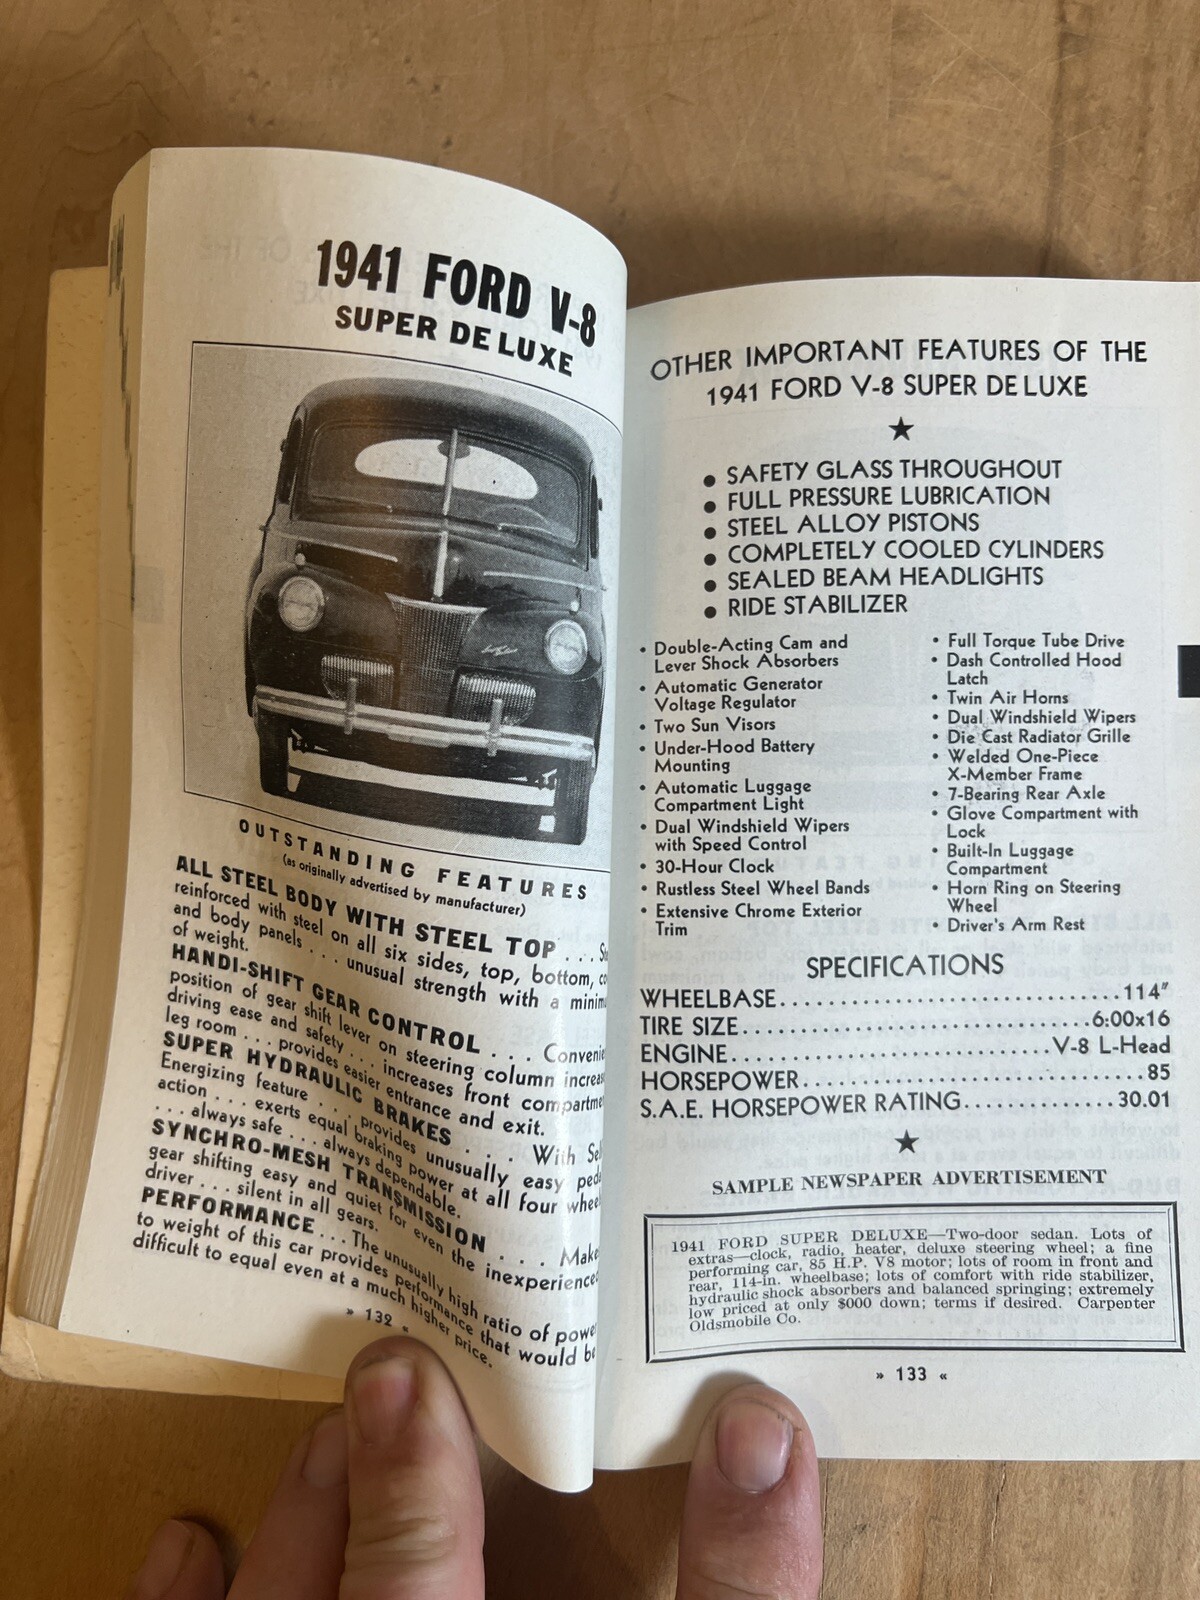 1941 FORD V-8
SUPER DE LUXE
OUTSTANDING FEATURES
(as originally advertised by manufacturer)
ALL STEEL BODY WITH STEEL TOP . . .
reinforced with steel on all six sides, top, bottom,
and body panels . . . unusual strength with a
of weight.
HANDI-SHIFT GEAR CONTROL . . .
position of gear shift lever on steering column
driving ease and safety . . . increases front
leg room . . . provides easier entrance and exit.
SUPER HYDRAULIC BRAKES . . . With
Energizing feature . . . provides unusually easy
action . . . exerts equal braking power at all four
. . . always safe . . . always dependable.
SYNCHRO-MESH TRANSMISSION . . .
gear shifting easy and quiet for even the
driver . . . silent in all gears.
PERFORMANCE . . . The unusually high ratio of
to weight of this car provides performance that would be
difficult to equal even at a much higher price.
» 132 «
OTHER IMPORTANT FEATURES OF THE
1941 FORD V-8 SUPER DE LUXE
★
• SAFETY GLASS THROUGHOUT
• FULL PRESSURE LUBRICATION
• STEEL ALLOY PISTONS
• COMPLETELY COOLED CYLINDERS
• SEALED BEAM HEADLIGHTS
• RIDE STABILIZER
• Double-Acting Cam and
Lever Shock Absorbers
• Automatic Generator
Voltage Regulator
• Two Sun Visors
• Under-Hood Battery
Mounting
• Automatic Luggage
Compartment Light
• Dual Windshield Wipers
with Speed Control
• 30-Hour Clock
• Rustless Steel Wheel Bands
• Extensive Chrome Exterior
Trim
• Full Torque Tube Drive
• Dash Controlled Hood
Latch
• Twin Air Horns
• Dual Windshield Wipers
• Die Cast Radiator Grille
• Welded One-Piece
X-Member Frame
• 7-Bearing Rear Axle
• Glove Compartment with
Lock
• Built-In Luggage
Compartment
• Horn Ring on Steering
Wheel
• Driver's Arm Rest
SPECIFICATIONS
WHEELBASE...............................114″
TIRE SIZE...............................6:00x16
ENGINE.............................V-8 L-Head
HORSEPOWER...............................85
S.A.E. HORSEPOWER RATING..............30.01
★
SAMPLE NEWSPAPER ADVERTISEMENT
1941 FORD SUPER DELUXE—Two-door sedan. Lots of
extras—clock, radio, heater, deluxe steering wheel; a fine
performing car, 85 H.P. V8 motor; lots of room in front and
rear, 114-in. wheelbase; lots of comfort with ride stabilizer,
hydraulic shock absorbers and balanced springing; extremely
low priced at only $000 down; terms if desired. Carpenter
Oldsmobile Co.
» 133 «